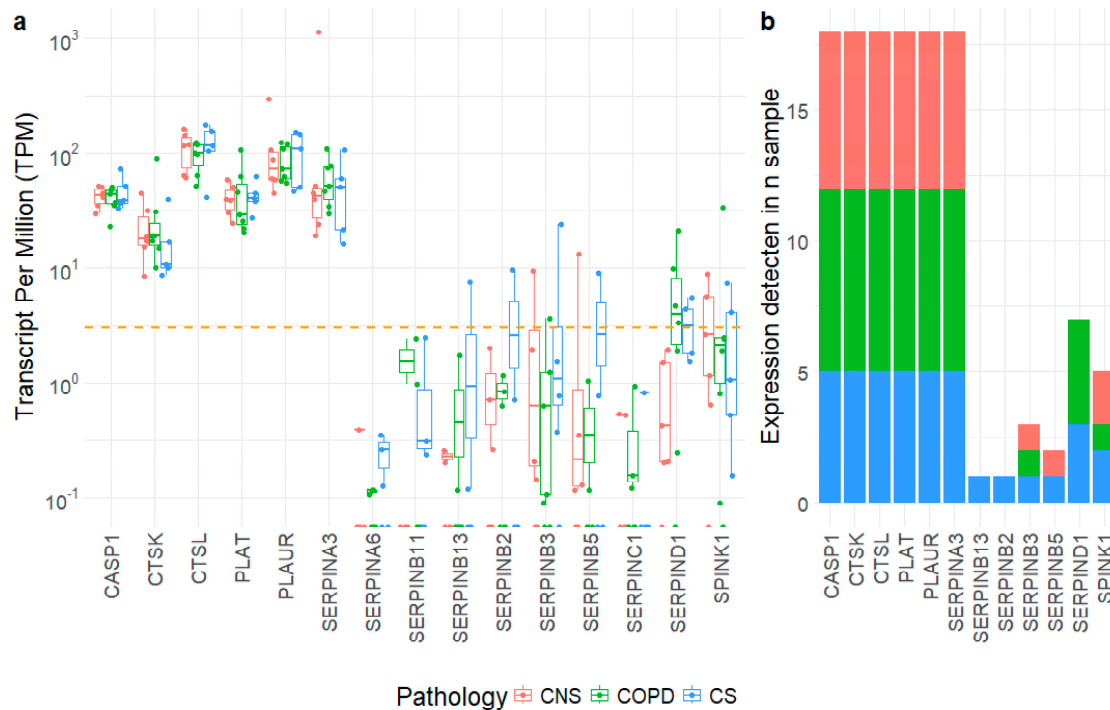 a
b
Transcript Per Million (TPM)
10³
10²
10¹
10⁰
10⁻¹
CASP1
CTSK
CTSL
PLAT
PLAUR
SERPINA3
SERPINA6
SERPINB11
SERPINB13
SERPINB2
SERPINB3
SERPINB5
SERPINC1
SERPIND1
SPINK1
Expression detecten in n sample
15
10
5
0
CASP1
CTSK
CTSL
PLAT
PLAUR
SERPINA3
SERPINB13
SERPINB2
SERPINB3
SERPINB5
SERPIND1
SPINK1
Pathology CNS COPD CS